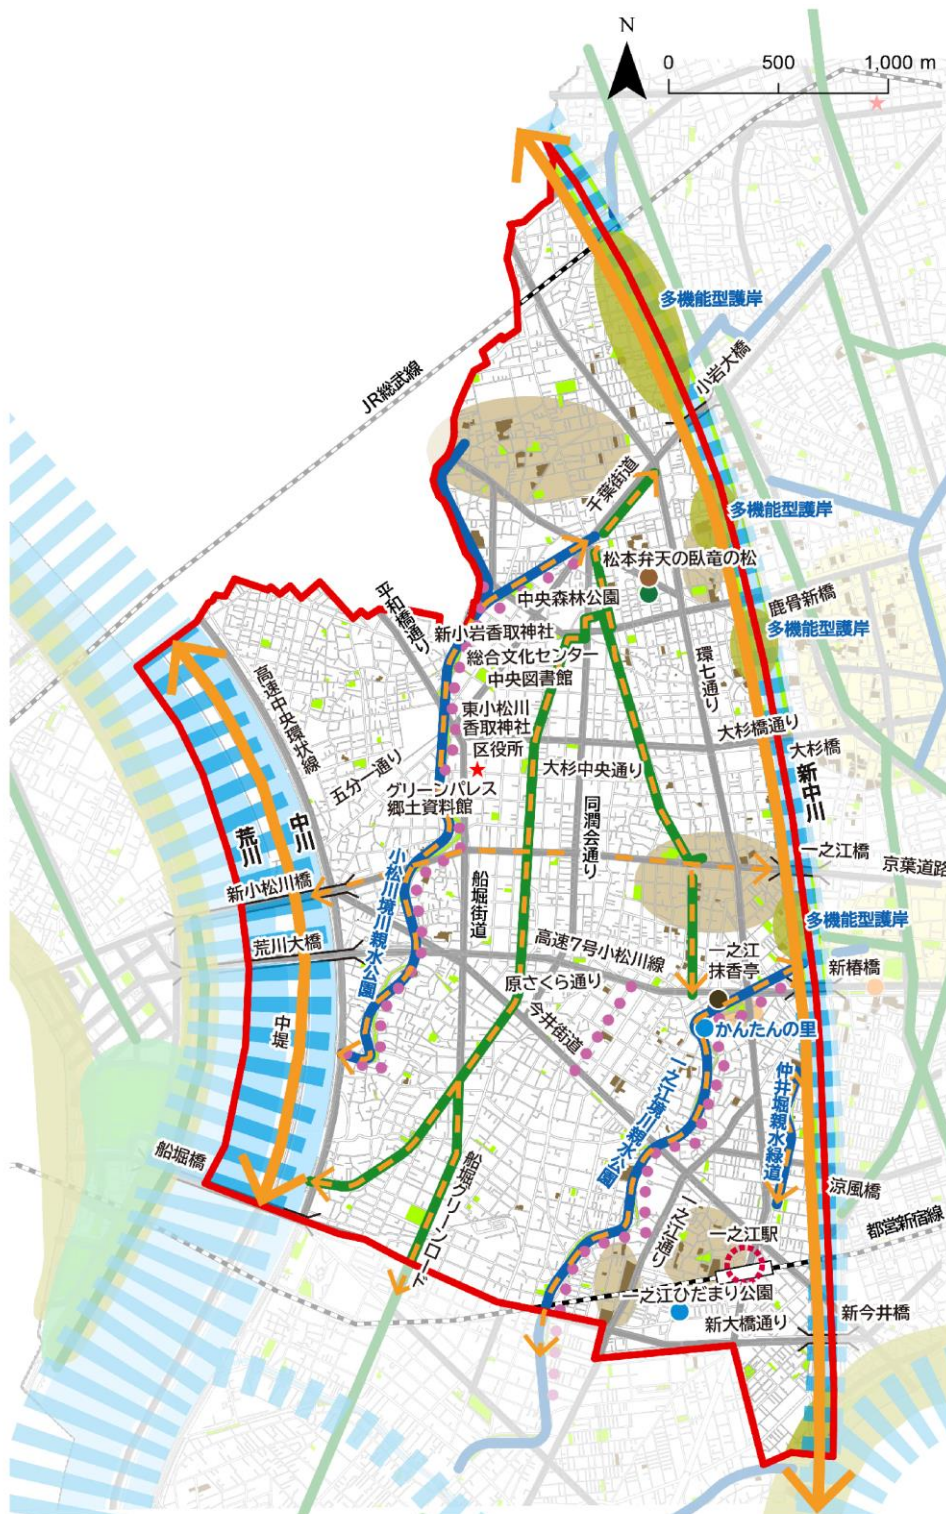 N
0 500 1,000 m
多機能型護岸
JR総武線
小岩大橋
千葉街道
多機能型護岸
松本弁天の臥竜の松
中央森林公園
鹿骨新橋
平和橋通り
新小岩香取神社
多機能型護岸
総合文化センター
中央図書館
環七通り
高速中央環状線
東小松川
香取神社
区役所
大杉橋通り
大杉橋
五分一通り
大杉中央通り
新中川
グリーンパレス
郷土資料館
同潤会通り
中川
荒川
一之江橋
京葉道路
新小松川橋
小松川境川親水公園
船堀街道
多機能型護岸
荒川大橋
高速7号小松川線
一之江
抹香亭
新椿橋
原さくら通り
中堤
今井街道
かんたんの里
一之江境川親水公園
仲井堀親水緑道
船堀橋
船堀グリーンロード
涼風橋
一之江通り
一之江駅
都営新宿線
一之江ひだまり公園
新大橋通り
新今井橋